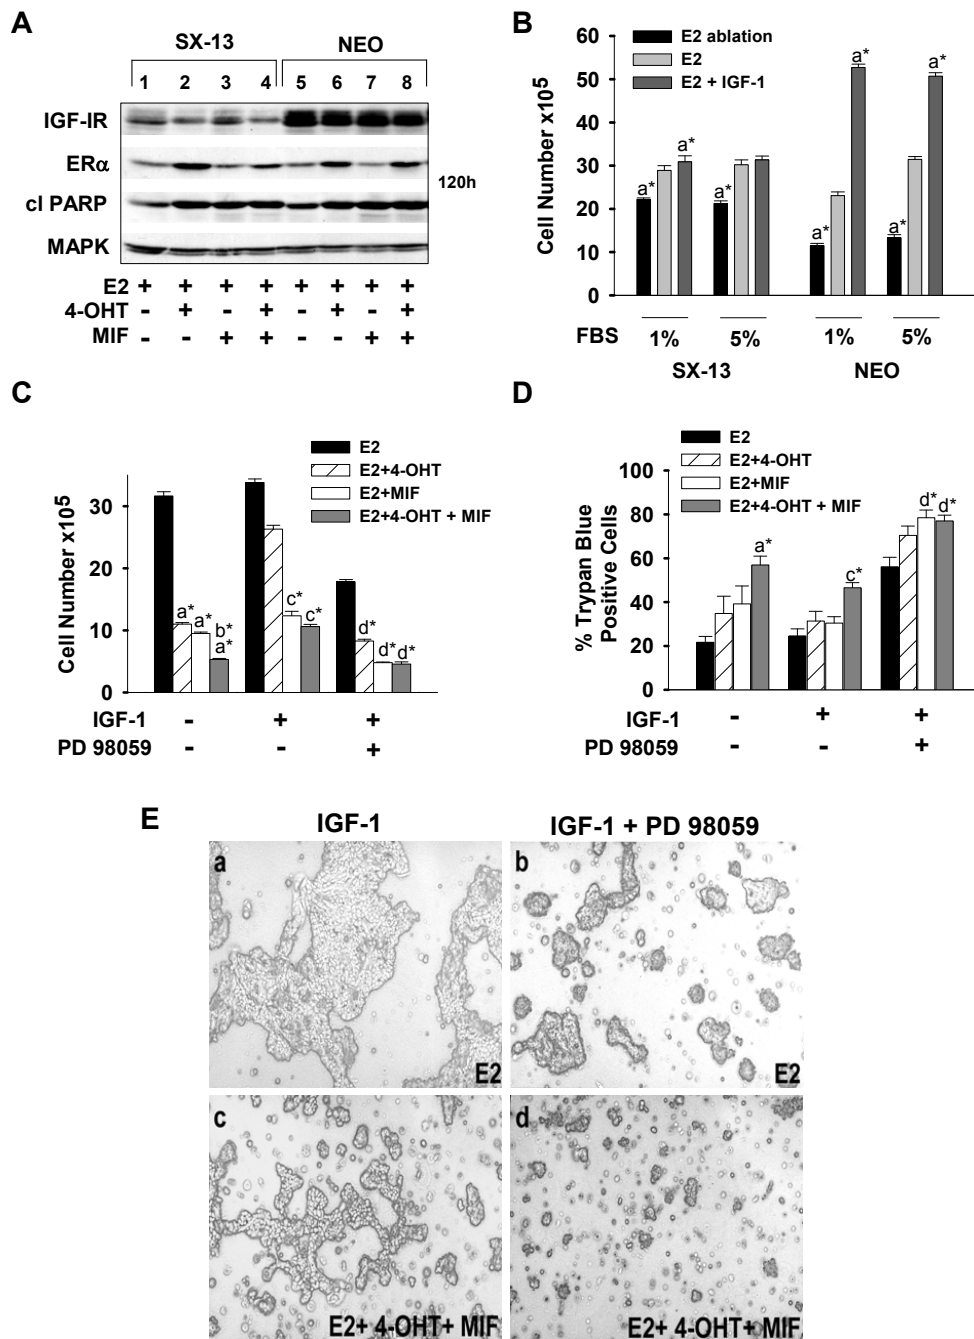 A
SX-13 NEO
1 2 3 4 5 6 7 8
IGF-IR
ERα
cl PARP
MAPK
120h
E2 + + + + + + + +
4-OHT - + - + - + - +
MIF - - + + - - + +
B
E2 ablation
E2
E2 + IGF-1
Cell Number x10⁵
60
50
40
30
20
10
0
a* a* a* a* a* a* a*
FBS 1% 5% 1% 5%
SX-13 NEO
C
E2
E2+4-OHT
E2+MIF
E2+4-OHT + MIF
Cell Number x10⁵
30
20
10
0
a* a* b* a* c* c* d* d* d*
IGF-1 - + +
PD 98059 - - +
D
E2
E2+4-OHT
E2+MIF
E2+4-OHT + MIF
% Trypan Blue
Positive Cells
100
80
60
40
20
0
a* c* d* d*
IGF-1 - + +
PD 98059 - - +
E
IGF-1 IGF-1 + PD 98059
a E2
b E2
c E2+ 4-OHT+ MIF
d E2+ 4-OHT+ MIF